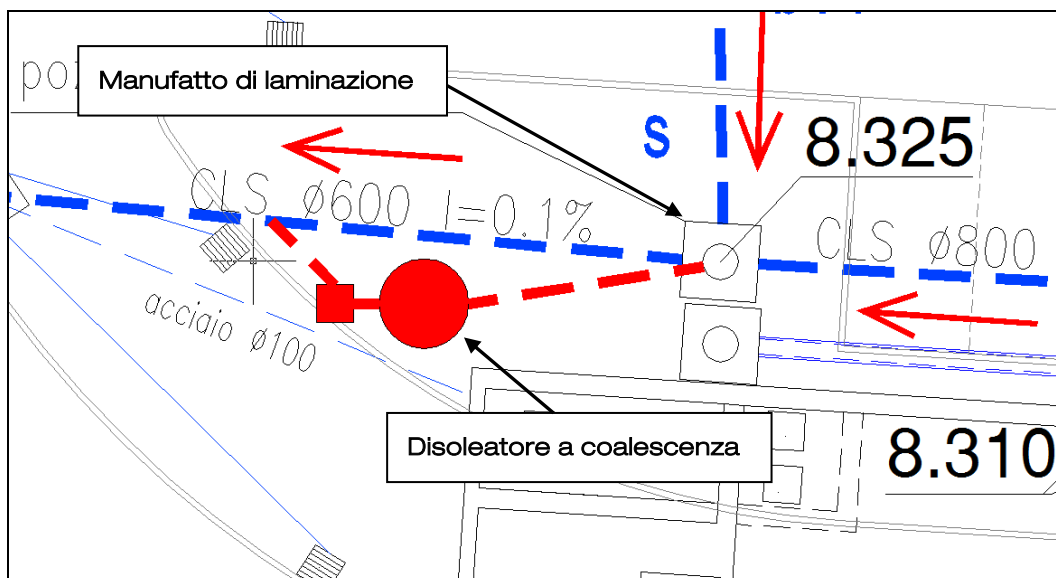 Manufatto di laminazione
S
8.325
CLS ø600 I=0.1%
CLS ø800
acciaio ø100
Disoleatore a coalescenza
8.310